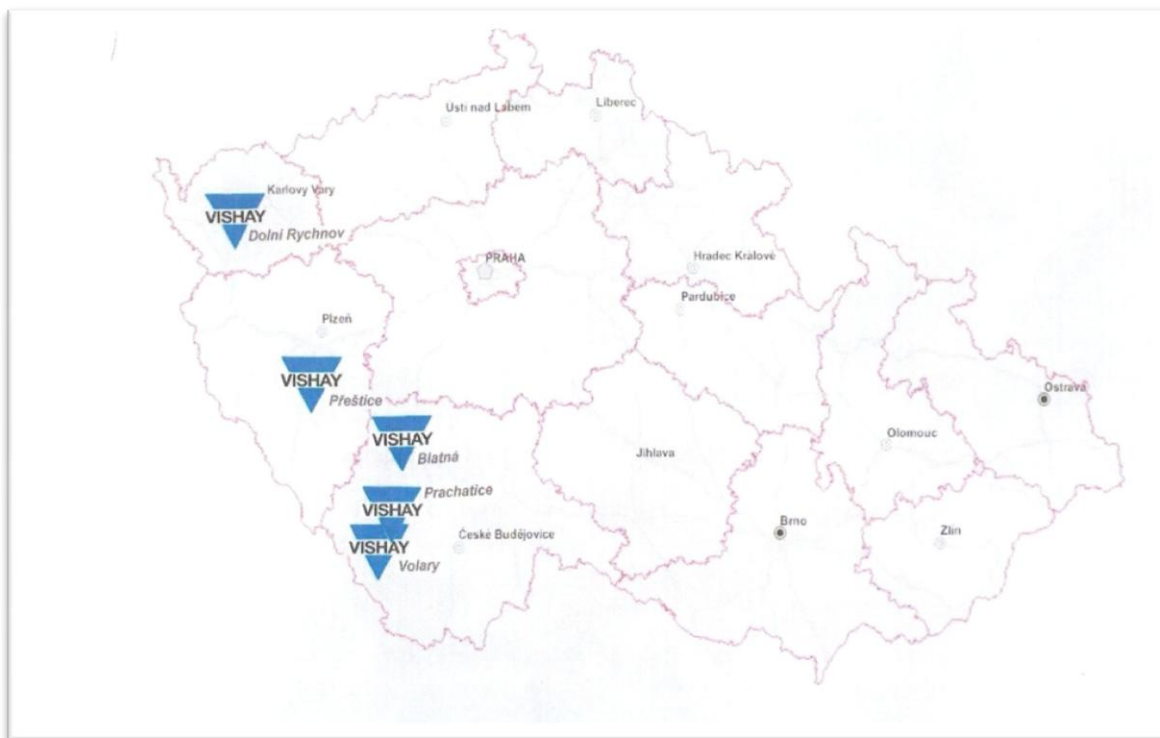 Ústí nad Labem
Liberec
Karlovy Vary
VISHAY
Dolní Rychnov
PRAHA
Hradec Králové
Pardubice
Plzeň
VISHAY
Přeštice
Ostrava
VISHAY
Blatná
Olomouc
Jihlava
Prachatice
VISHAY
Brno
Zlín
České Budějovice
VISHAY
Volary